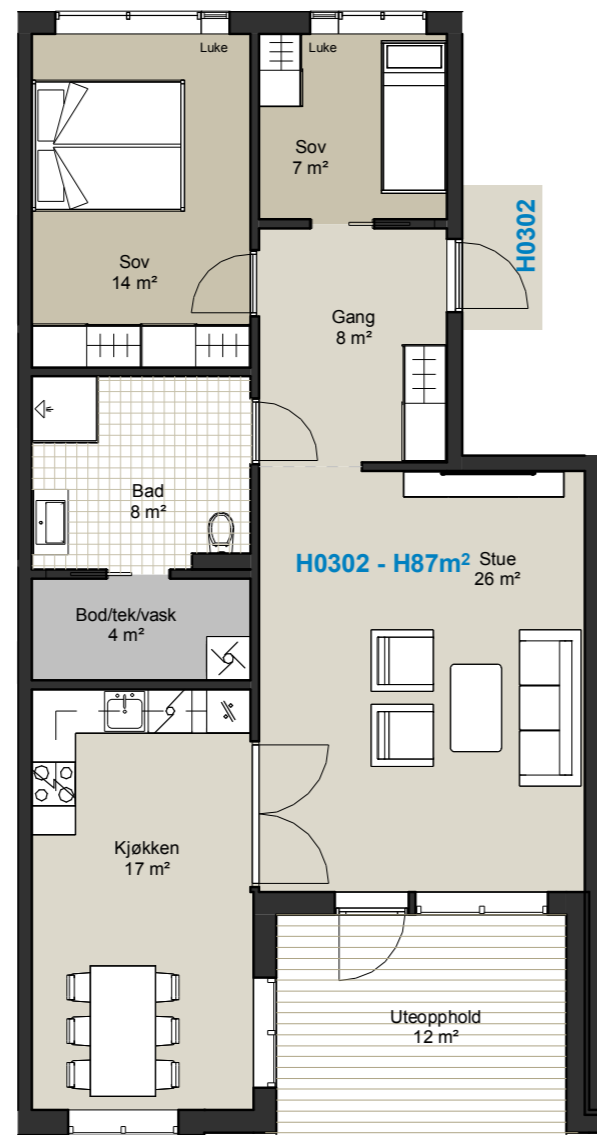 Luke
Luke
Sov
7 m²
H0302
Sov
14 m²
Gang
8 m²
Bad
8 m²
H0302 - H87m²
Stue
26 m²
Bod/tek/vask
4 m²
Kjøkken
17 m²
Uteopphold
12 m²